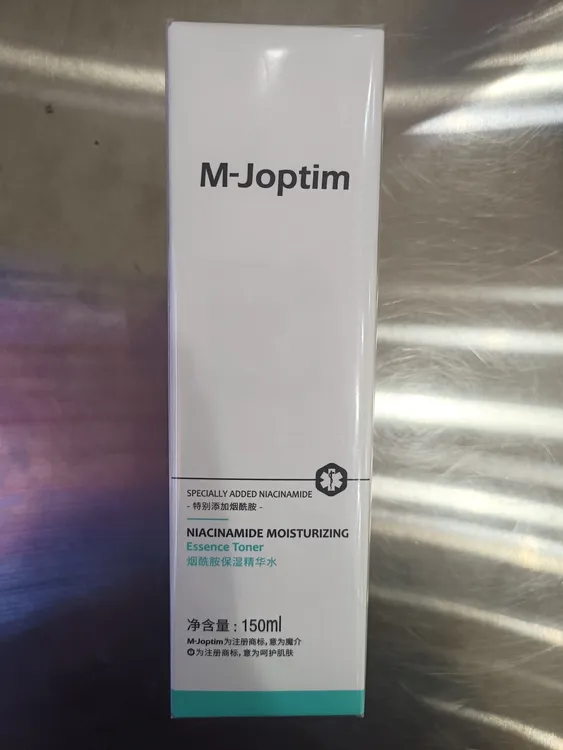 M-Joptim
SPECIALLY ADDED NIACINAMIDE
- 特别添加烟酰胺 -
NIACINAMIDE MOISTURIZING
Essence Toner
烟酰胺保湿精华水
净含量：150ml
M-Joptim为注册商标，意为魔介
为注册商标，意为呵护肌肤